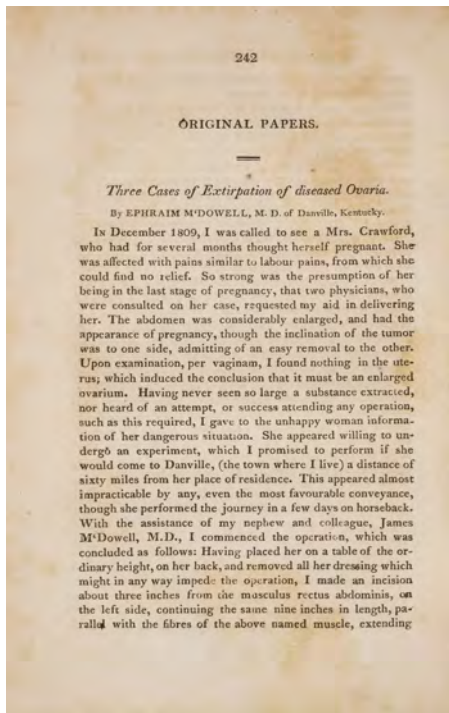 242
ORIGINAL PAPERS.
Three Cases of Extirpation of diseased Ovaria.
By EPHRAIM M‘DOWELL, M. D. of Danville, Kentucky.
IN December 1809, I was called to see a Mrs. Crawford,
who had for several months thought herself pregnant. She
was affected with pains similar to labour pains, from which she
could find no relief. So strong was the presumption of her
being in the last stage of pregnancy, that two physicians, who
were consulted on her case, requested my aid in delivering
her. The abdomen was considerably enlarged, and had the
appearance of pregnancy, though the inclination of the tumor
was to one side, admitting of an easy removal to the other.
Upon examination, per vaginam, I found nothing in the ute-
rus; which induced the conclusion that it must be an enlarged
ovarium. Having never seen so large a substance extracted,
nor heard of an attempt, or success attending any operation,
such as this required, I gave to the unhappy woman informa-
tion of her dangerous situation. She appeared willing to un-
dergo an experiment, which I promised to perform if she
would come to Danville, (the town where I live) a distance of
sixty miles from her place of residence. This appeared almost
impracticable by any, even the most favourable conveyance,
though she performed the journey in a few days on horseback.
With the assistance of my nephew and colleague, James
M‘Dowell, M.D., I commenced the operation, which was
concluded as follows: Having placed her on a table of the or-
dinary height, on her back, and removed all her dressing which
might in any way impede the operation, I made an incision
about three inches from the musculus rectus abdominis, on
the left side, continuing the same nine inches in length, pa-
rallel with the fibres of the above named muscle, extending